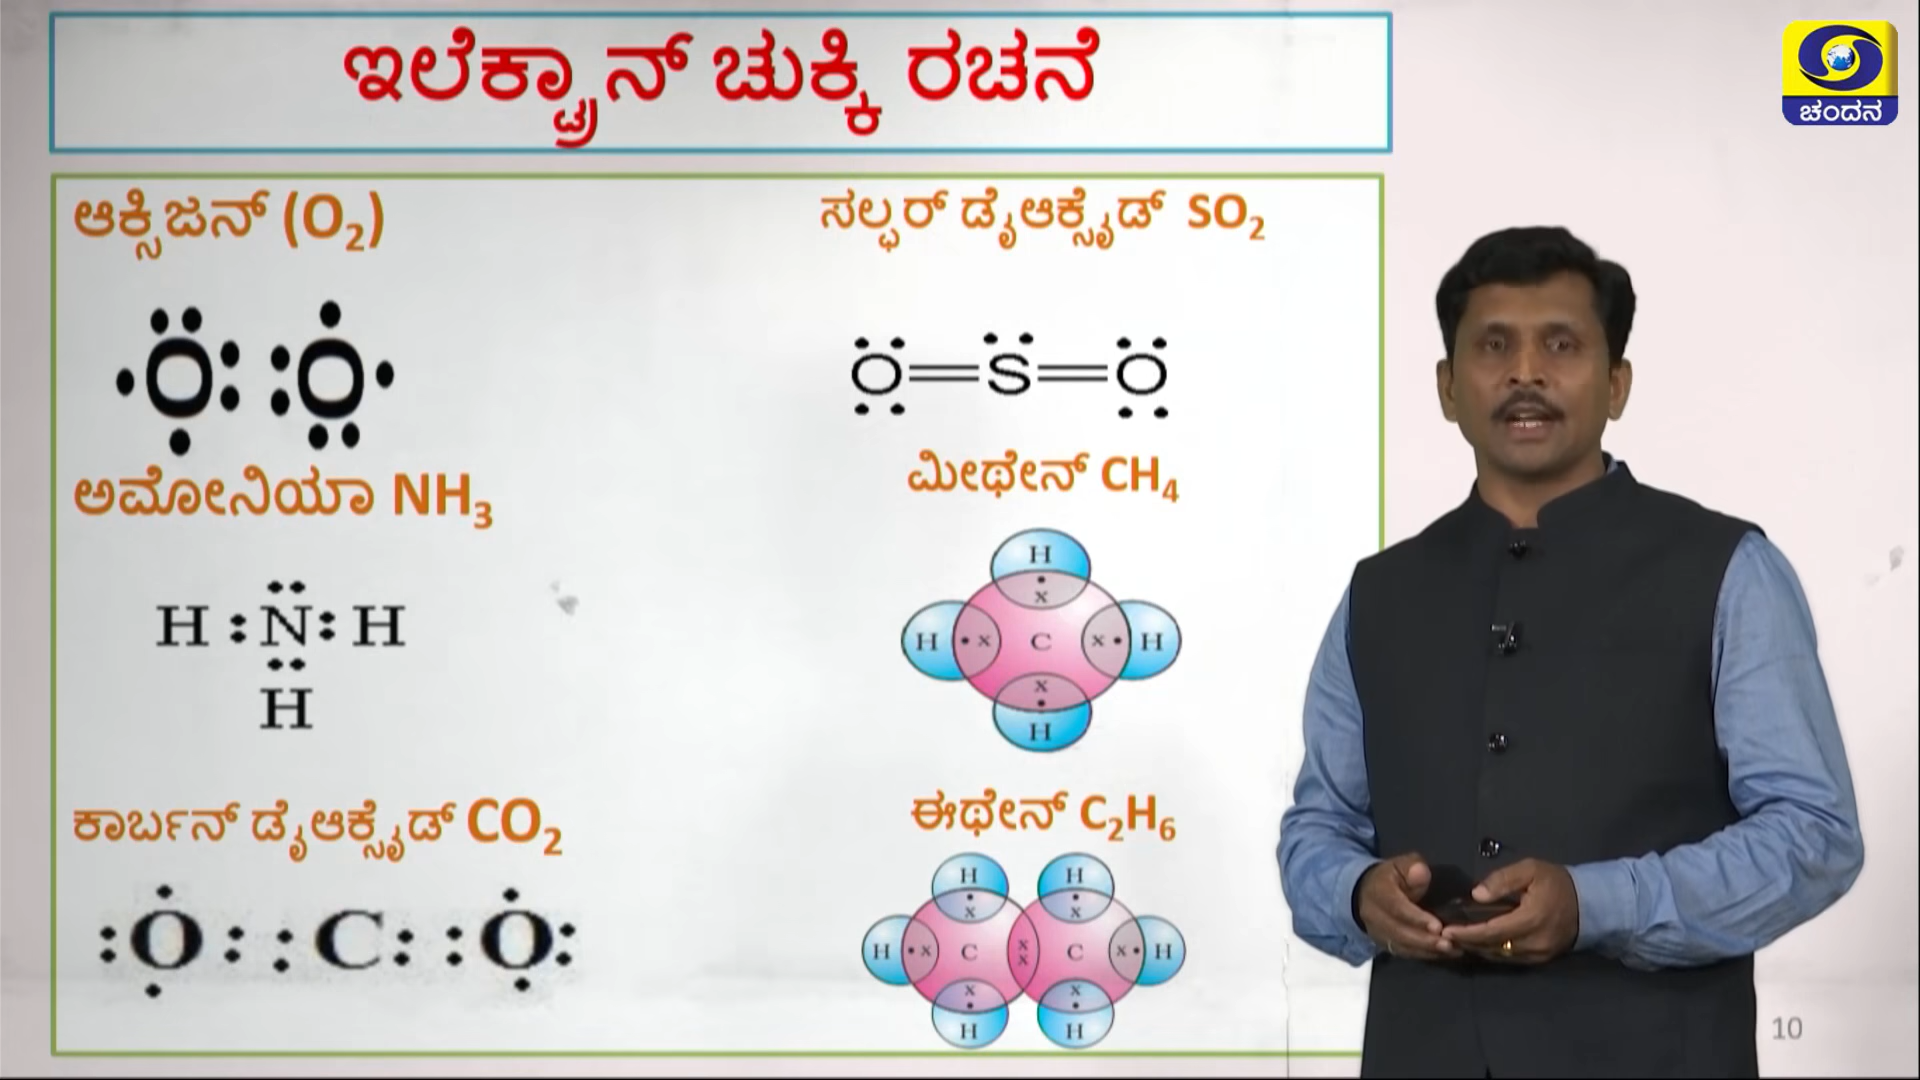 ಇಲೆಕ್ಟ್ರಾನ್ ಚುಕ್ಕಿ ರಚನೆ
ಚಂದನ
ಆಕ್ಸಿಜನ್ (O₂)
O O
ಅಮೋನಿಯಾ NH₃
H : N : H
H
ಕಾರ್ಬನ್ ಡೈಆಕ್ಸೈಡ್ CO₂
O C O
ಸಲ್ಫರ್ ಡೈಆಕ್ಸೈಡ್ SO₂
O=S=O
ಮೀಥೇನ್ CH₄
H
• x
H • x C x • H
x •
H
ಈಥೇನ್ C₂H₆
H H
• •
x x
H • x C x x C x • H
x x
• •
H H
10